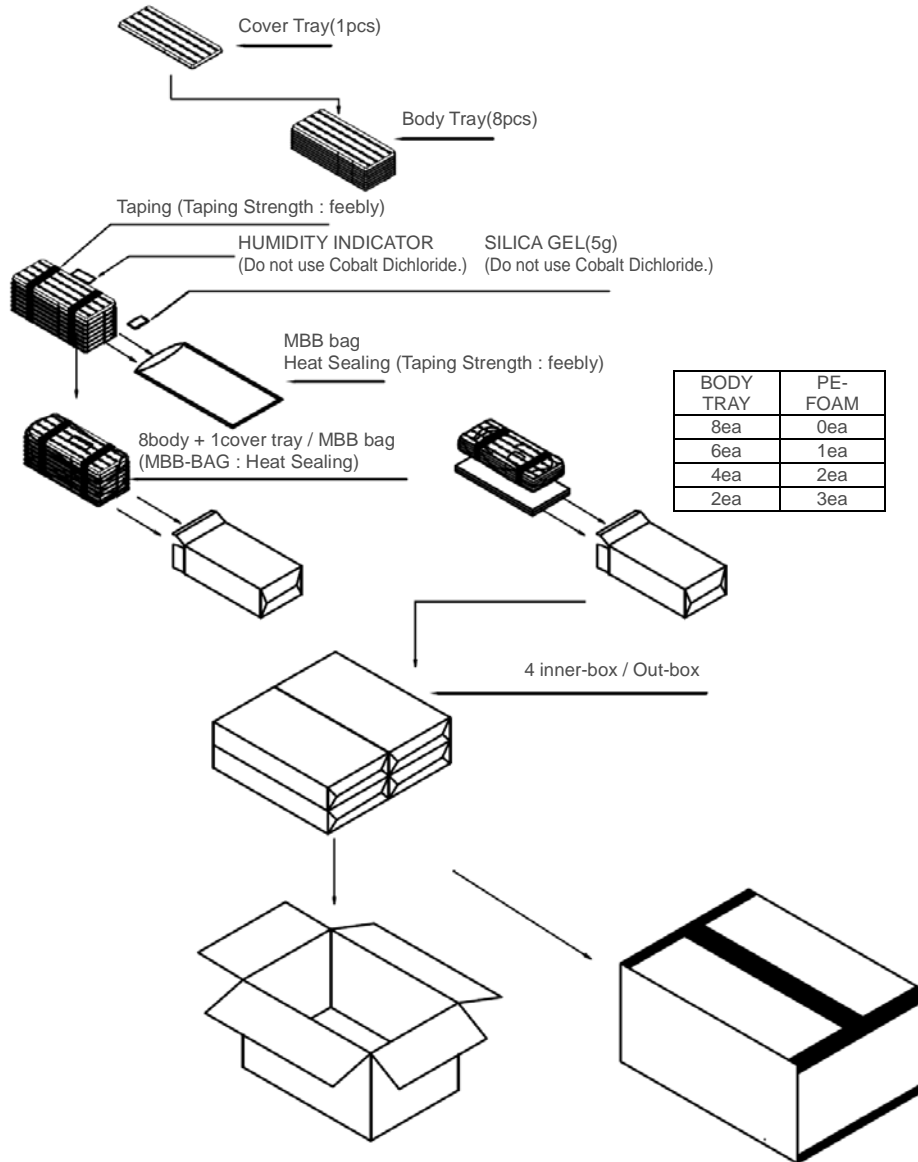 Cover Tray(1pcs)
Body Tray(8pcs)
Taping (Taping Strength : feebly)
HUMIDITY INDICATOR
(Do not use Cobalt Dichloride.)
SILICA GEL(5g)
(Do not use Cobalt Dichloride.)
MBB bag
Heat Sealing (Taping Strength : feebly)
8body + 1cover tray / MBB bag
(MBB-BAG : Heat Sealing)
BODY
TRAY
PE-
FOAM
8ea 0ea
6ea 1ea
4ea 2ea
2ea 3ea
4 inner-box / Out-box